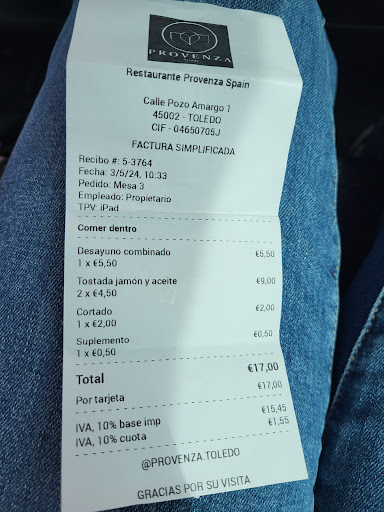 PROVENZA
Restaurante Provenza Spain
Calle Pozo Amargo 1
45002 - TOLEDO
CIF - 04650705J
FACTURA SIMPLIFICADA
Recibo #: 5-3764
Fecha: 3/5/24, 10:33
Pedido: Mesa 3
Empleado: Propietario
TPV: iPad
Comer dentro
Desayuno combinado €5,50
1 x €5,50
Tostada jamón y aceite €9,00
2 x €4,50
Cortado €2,00
1 x €2,00
Suplemento €0,50
1 x €0,50
Total €17,00
Por tarjeta €17,00
IVA, 10% base imp €15,45
IVA, 10% cuota €1,55
@PROVENZA.TOLEDO
GRACIAS POR SU VISITA